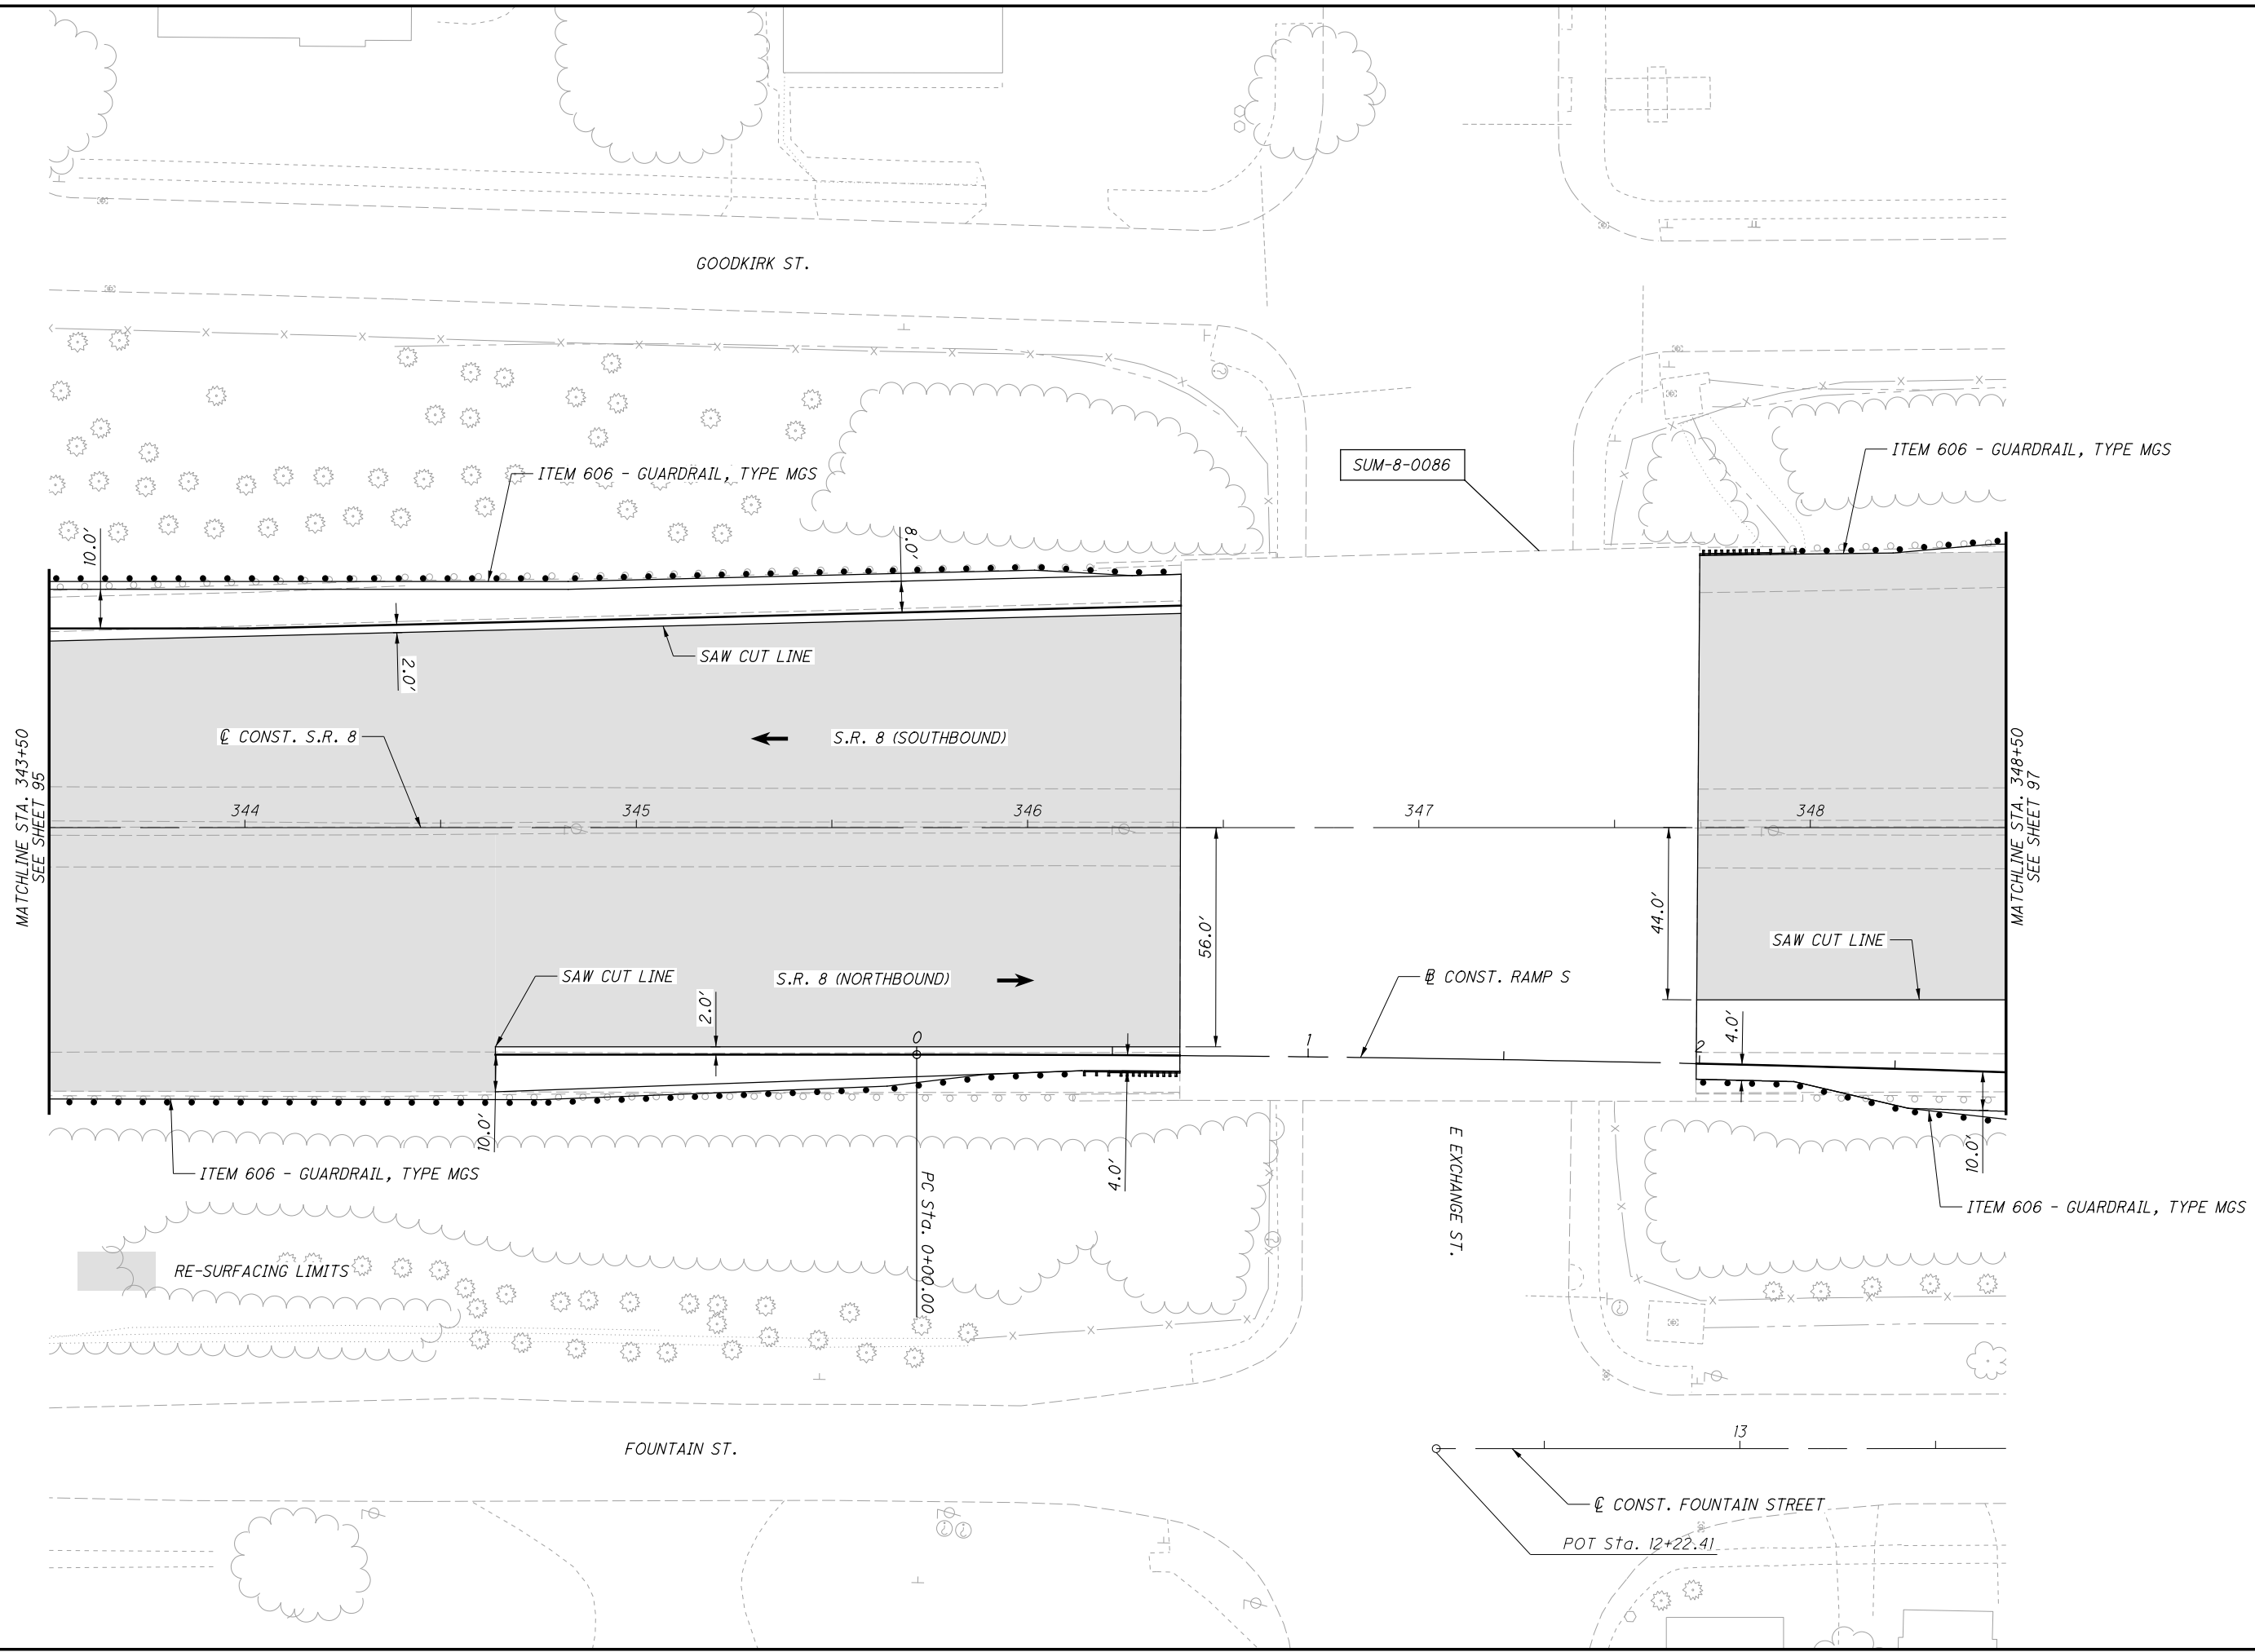 GOODKIRK ST.
ITEM 606 - GUARDRAIL, TYPE MGS
SUM-8-0086
ITEM 606 - GUARDRAIL, TYPE MGS
10.0'
8.0'
2.0'
SAW CUT LINE
℄ CONST. S.R. 8
S.R. 8 (SOUTHBOUND)
MATCHLINE STA. 343+50
SEE SHEET 95
MATCHLINE STA. 348+50
SEE SHEET 97
344
345
346
347
348
56.0'
44.0'
SAW CUT LINE
SAW CUT LINE
S.R. 8 (NORTHBOUND)
BL CONST. RAMP S
2.0'
0
1
2
4.0'
10.0'
4.0'
10.0'
PC Sta. 0+00.00
E EXCHANGE ST.
ITEM 606 - GUARDRAIL, TYPE MGS
ITEM 606 - GUARDRAIL, TYPE MGS
RE-SURFACING LIMITS
FOUNTAIN ST.
13
℄ CONST. FOUNTAIN STREET
POT Sta. 12+22.41